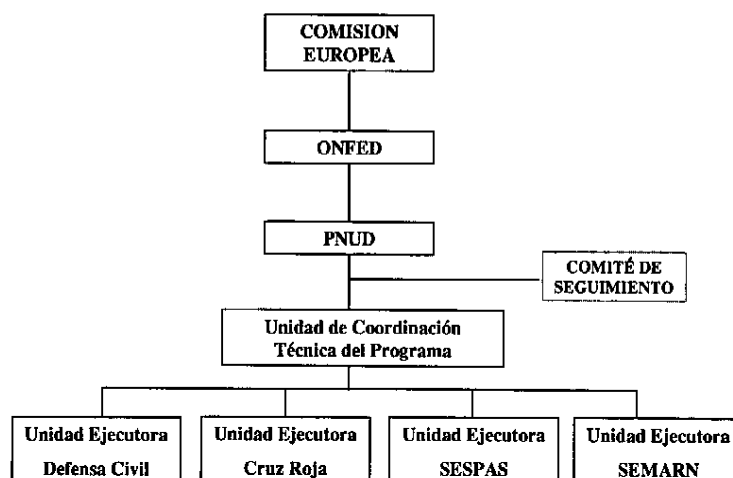 COMISION
EUROPEA
ONFED
PNUD
COMITÉ DE
SEGUIMIENTO
Unidad de Coordinación
Técnica del Programa
Unidad Ejecutora
Defensa Civil
Unidad Ejecutora
Cruz Roja
Unidad Ejecutora
SESPAS
Unidad Ejecutora
SEMARN